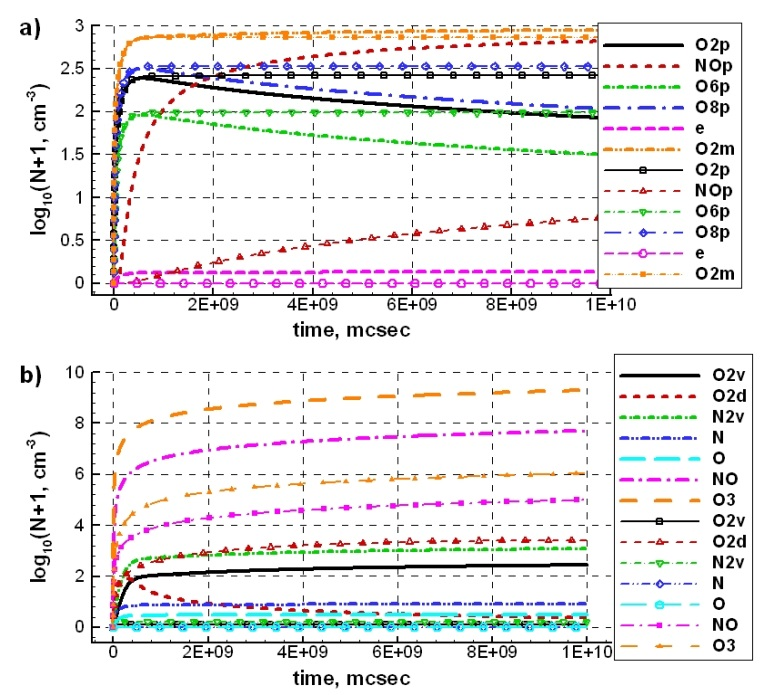 a)
log10(N+1, cm-3)
3
2.5
2
1.5
1
0.5
0
0
2E+09
4E+09
6E+09
8E+09
1E+10
time, mcsec
O2p
NOp
O6p
O8p
e
O2m
O2p
NOp
O6p
O8p
e
O2m
b)
log10(N+1, cm-3)
10
8
6
4
2
0
0
2E+09
4E+09
6E+09
8E+09
1E+10
time, mcsec
O2v
O2d
N2v
N
O
NO
O3
O2v
O2d
N2v
N
O
NO
O3